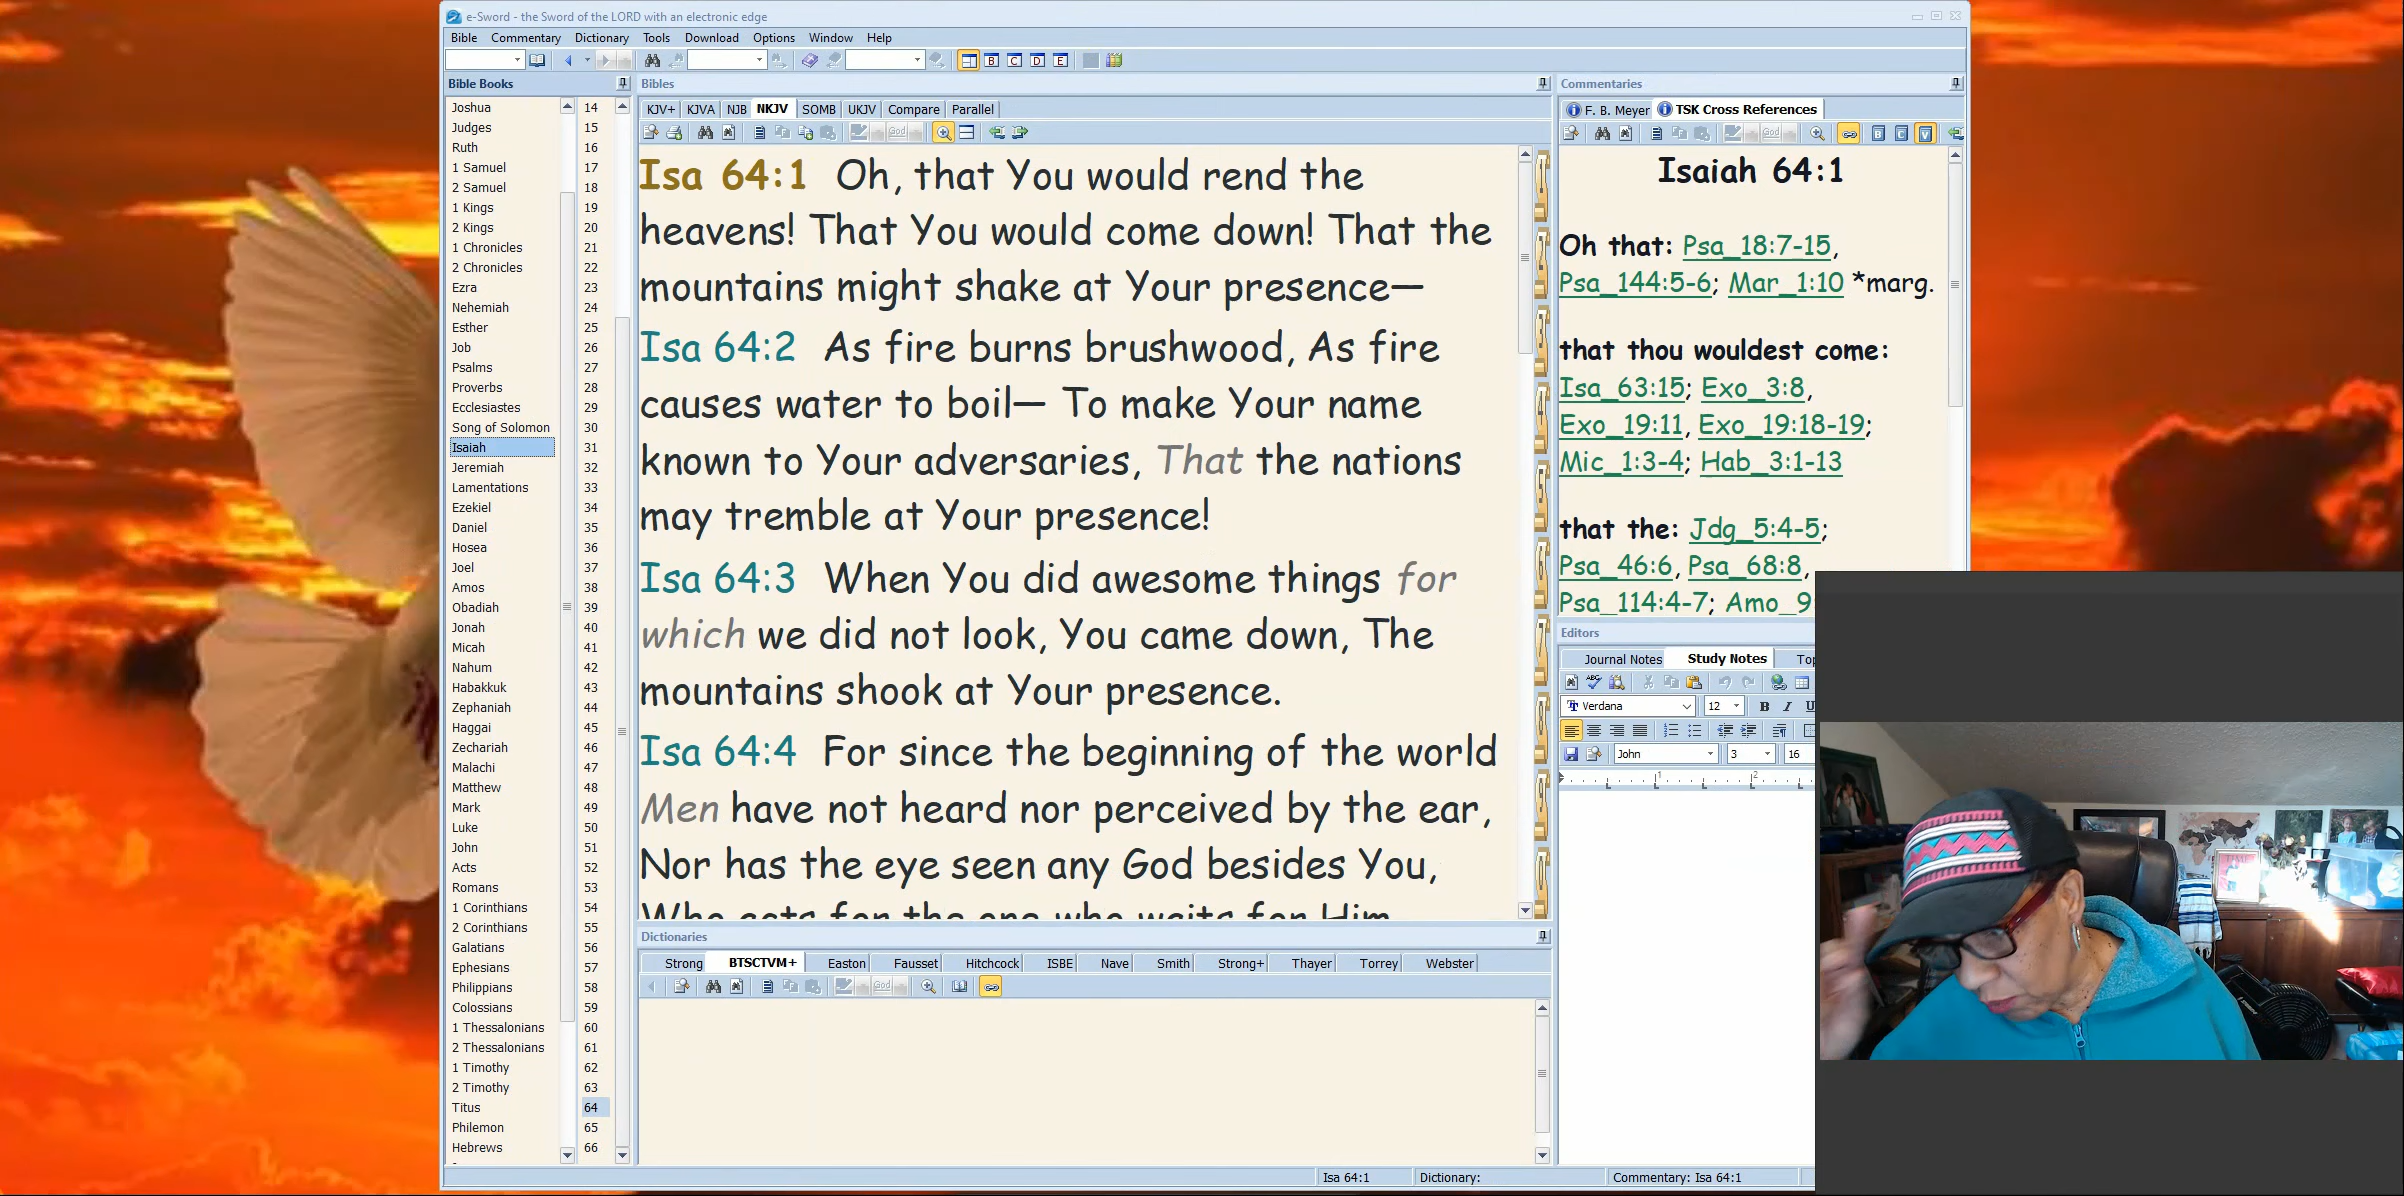 e-Sword - the Sword of the LORD with an electronic edge
Bible Commentary Dictionary Tools Download Options Window Help
B C D E
Bible Books
Joshua
Judges
Ruth
1 Samuel
2 Samuel
1 Kings
2 Kings
1 Chronicles
2 Chronicles
Ezra
Nehemiah
Esther
Job
Psalms
Proverbs
Ecclesiastes
Song of Solomon
Isaiah
Jeremiah
Lamentations
Ezekiel
Daniel
Hosea
Joel
Amos
Obadiah
Jonah
Micah
Nahum
Habakkuk
Zephaniah
Haggai
Zechariah
Malachi
Matthew
Mark
Luke
John
Acts
Romans
1 Corinthians
2 Corinthians
Galatians
Ephesians
Philippians
Colossians
1 Thessalonians
2 Thessalonians
1 Timothy
2 Timothy
Titus
Philemon
Hebrews
14
15
16
17
18
19
20
21
22
23
24
25
26
27
28
29
30
31
32
33
34
35
36
37
38
39
40
41
42
43
44
45
46
47
48
49
50
51
52
53
54
55
56
57
58
59
60
61
62
63
64
65
66
Bibles
KJV+ KJVA NJB NKJV SOMB UKJV Compare Parallel
God
Isa 64:1 Oh, that You would rend the
heavens! That You would come down! That the
mountains might shake at Your presence—
Isa 64:2 As fire burns brushwood, As fire
causes water to boil— To make Your name
known to Your adversaries, That the nations
may tremble at Your presence!
Isa 64:3 When You did awesome things for
which we did not look, You came down, The
mountains shook at Your presence.
Isa 64:4 For since the beginning of the world
Men have not heard nor perceived by the ear,
Nor has the eye seen any God besides You,
Who acts for the one who waits for Him.
Dictionaries
Strong BTSCTVM+ Easton Fausset Hitchcock ISBE Nave Smith Strong+ Thayer Torrey Webster
God
Commentaries
F. B. Meyer TSK Cross References
God B C V
Isaiah 64:1
Oh that: Psa_18:7-15,
Psa_144:5-6; Mar_1:10 *marg.
that thou wouldest come:
Isa_63:15; Exo_3:8,
Exo_19:11, Exo_19:18-19;
Mic_1:3-4; Hab_3:1-13
that the: Jdg_5:4-5;
Psa_46:6, Psa_68:8,
Psa_114:4-7; Amo_9:
Editors
Journal Notes Study Notes Top
ABC
Verdana 12 B I U
John 3 16
1 2
Isa 64:1 Dictionary: Commentary: Isa 64:1